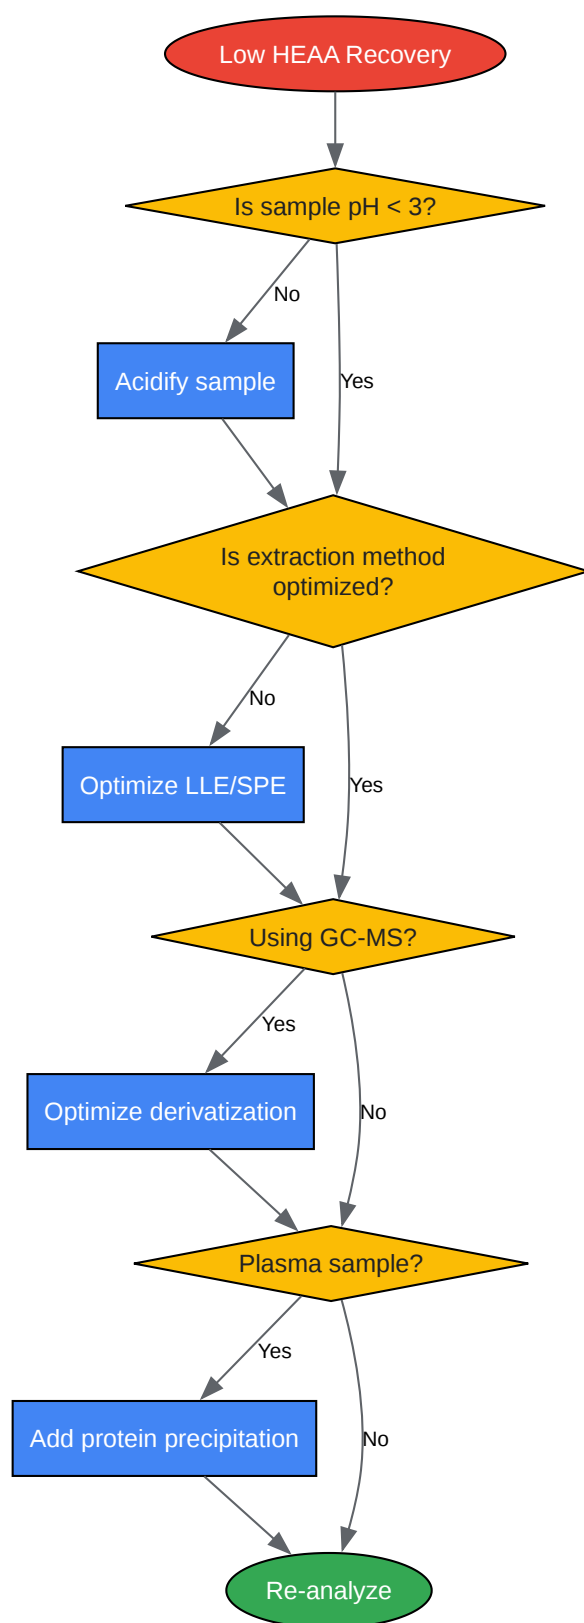 Low HEAA Recovery
Is sample pH < 3?
No
Acidify sample
Yes
Is extraction method
optimized?
No
Optimize LLE/SPE
Yes
Using GC-MS?
Yes
Optimize derivatization
No
Plasma sample?
Yes
Add protein precipitation
No
Re-analyze